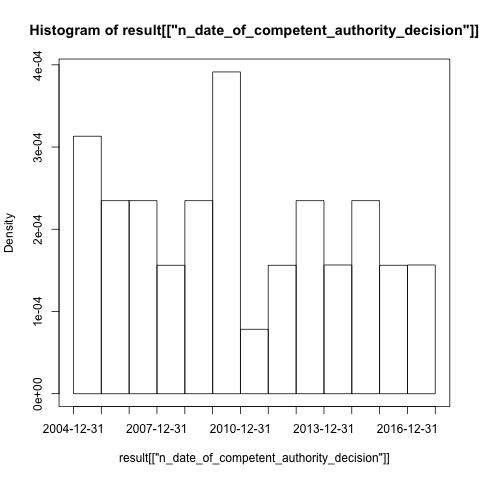 Histogram of result[["n_date_of_competent_authority_decision"]]
4e-04
3e-04
2e-04
1e-04
0e+00
Density
2004-12-31 2007-12-31 2010-12-31 2013-12-31 2016-12-31
result[["n_date_of_competent_authority_decision"]]